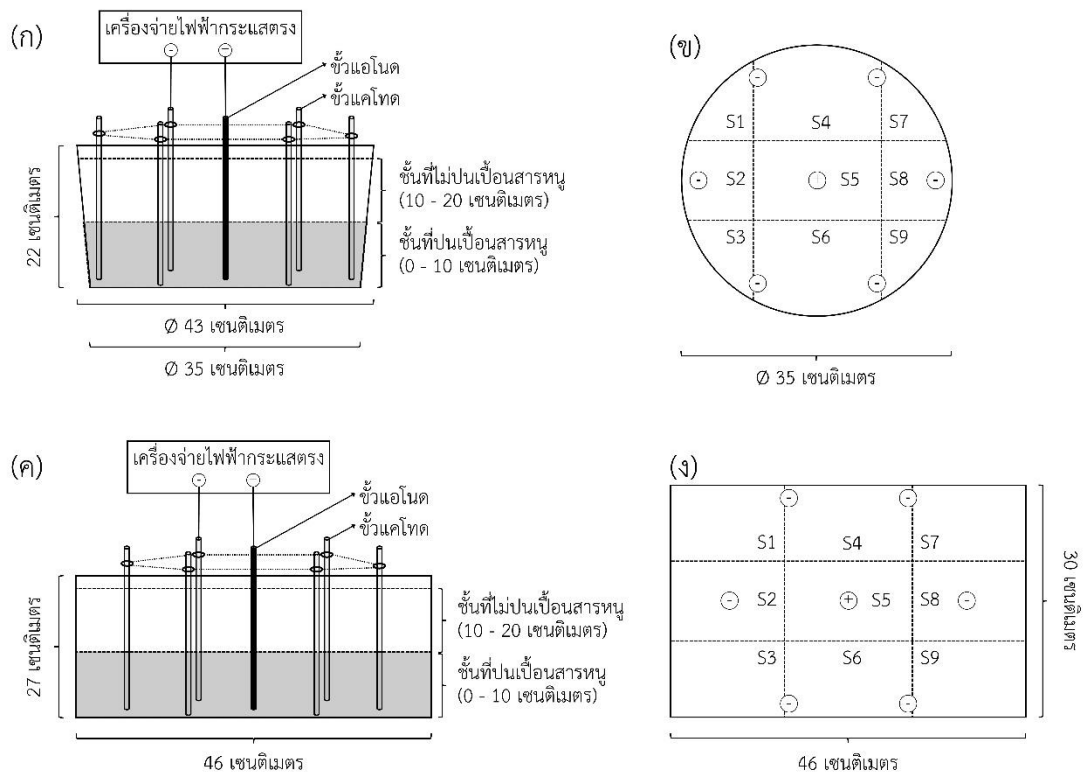 (ก)
เครื่องจ่ายไฟฟ้ากระแสตรง
ขั้วแอโนด
ขั้วแคโทด
22 เซนติเมตร
ชั้นที่ไม่ปนเปื้อนสารหนู
(10 - 20 เซนติเมตร)
ชั้นที่ปนเปื้อนสารหนู
(0 - 10 เซนติเมตร)
Ø 43 เซนติเมตร
Ø 35 เซนติเมตร
(ข)
S1 S4 S7
S2 S5 S8
S3 S6 S9
Ø 35 เซนติเมตร
(ค)
เครื่องจ่ายไฟฟ้ากระแสตรง
ขั้วแอโนด
ขั้วแคโทด
27 เซนติเมตร
ชั้นที่ไม่ปนเปื้อนสารหนู
(10 - 20 เซนติเมตร)
ชั้นที่ปนเปื้อนสารหนู
(0 - 10 เซนติเมตร)
46 เซนติเมตร
(ง)
S1 S4 S7
S2 + S5 S8
S3 S6 S9
30 เซนติเมตร
46 เซนติเมตร